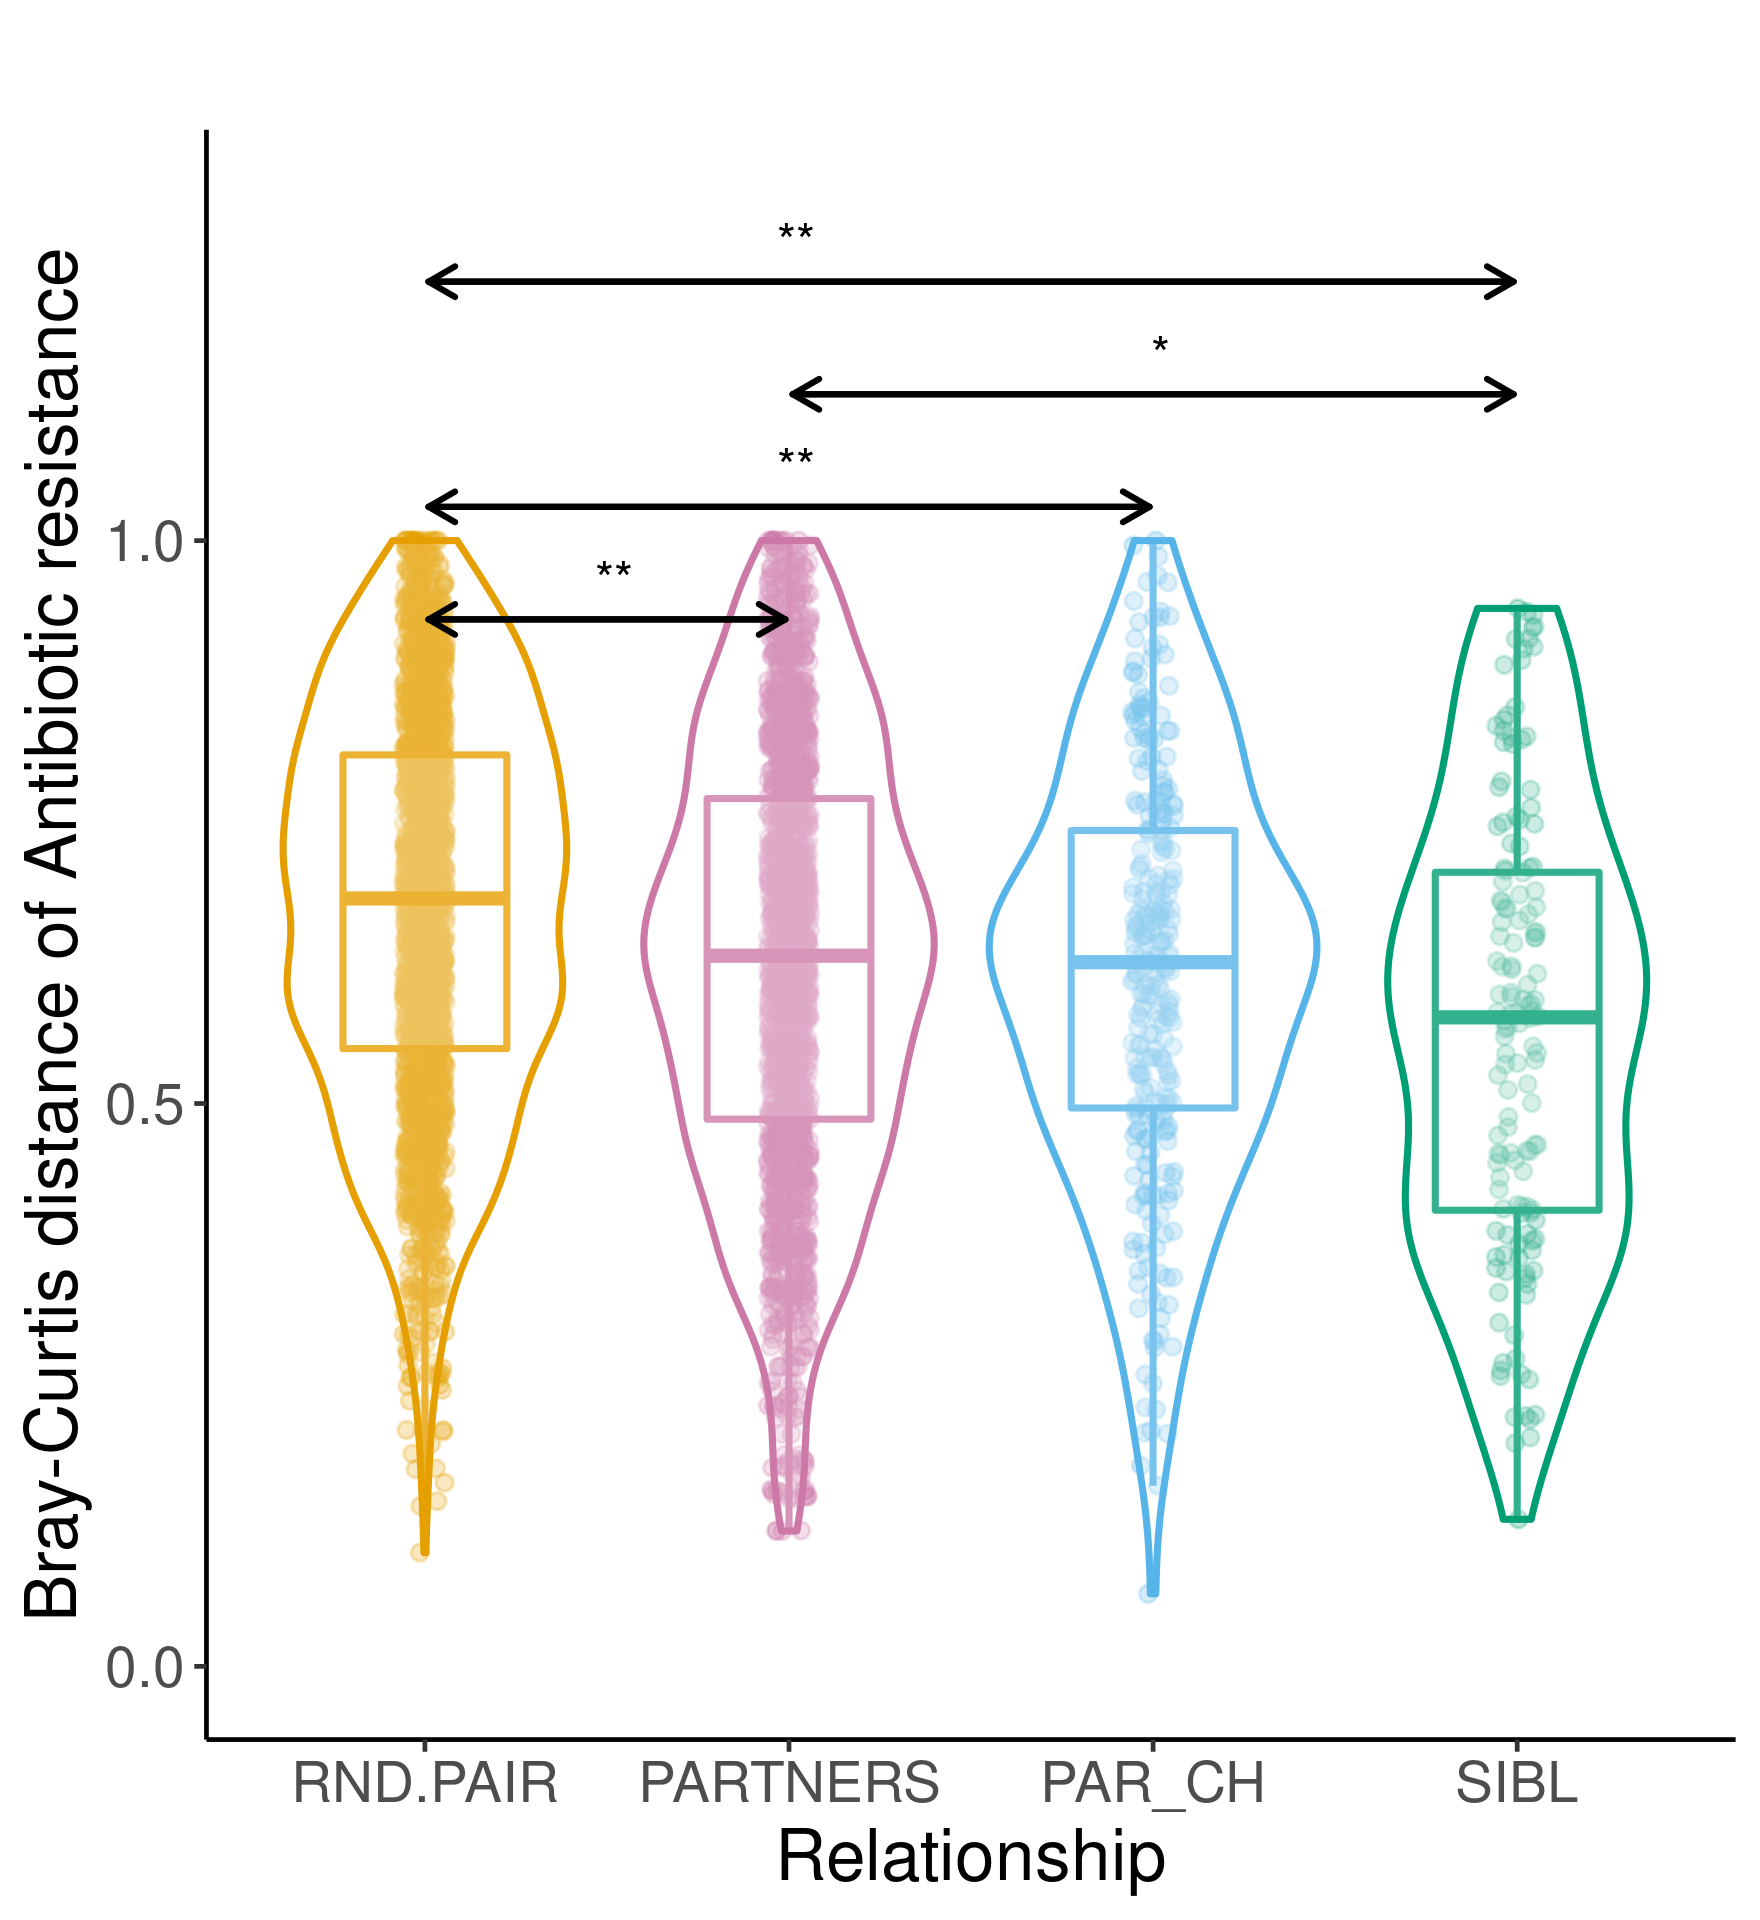 **
*
**
**
Bray-Curtis distance of Antibiotic resistance
1.0
0.5
0.0
RND.PAIR PARTNERS PAR_CH SIBL
Relationship